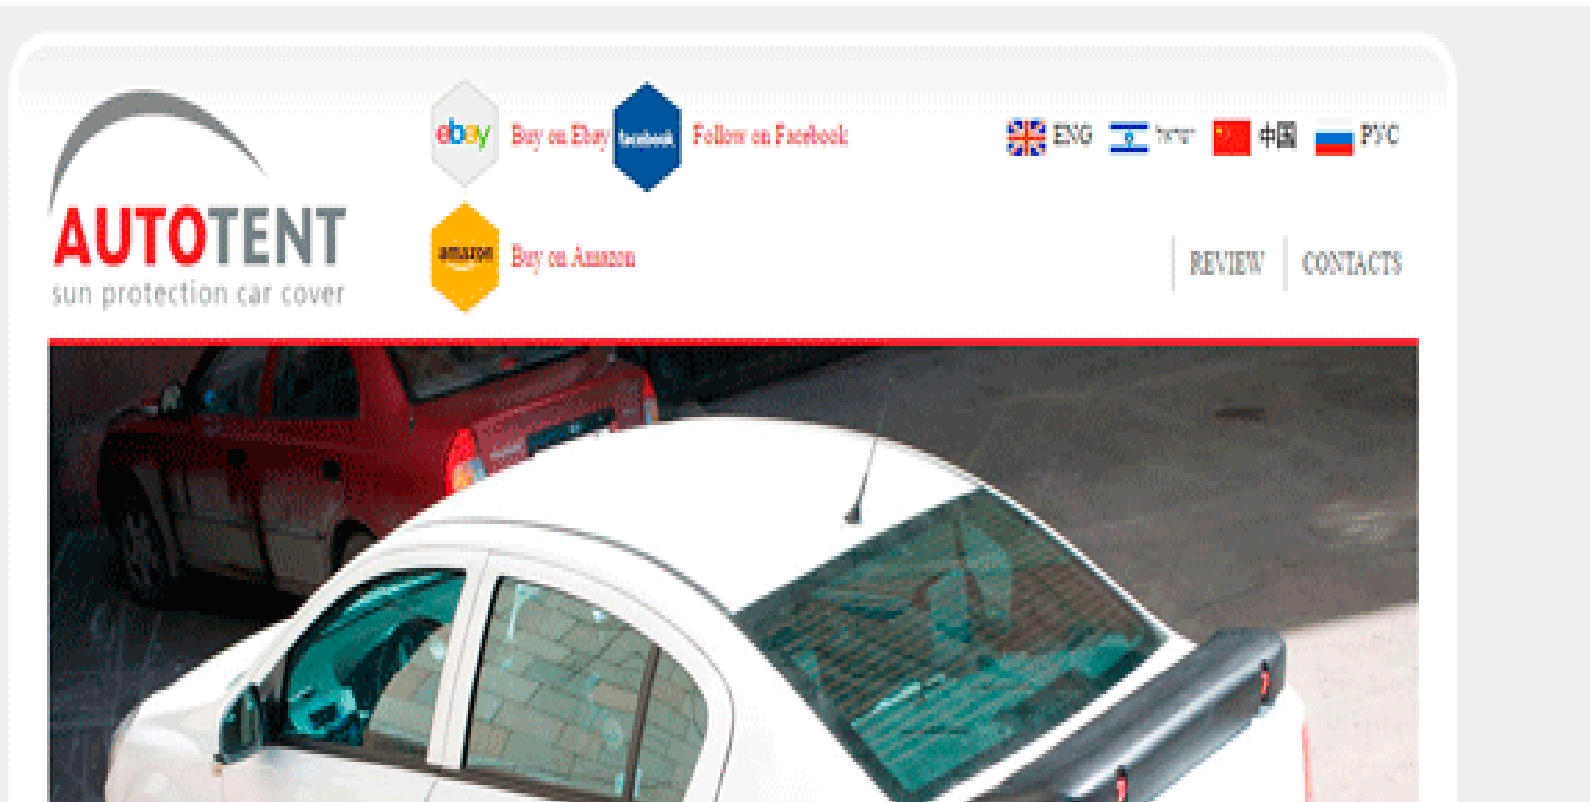 ebay Buy on Ebay facebook Follow on Facebook
ENG ישראל 中国 РУС
AUTOTENT
sun protection car cover
amazon Buy on Amazon
REVIEW CONTACTS